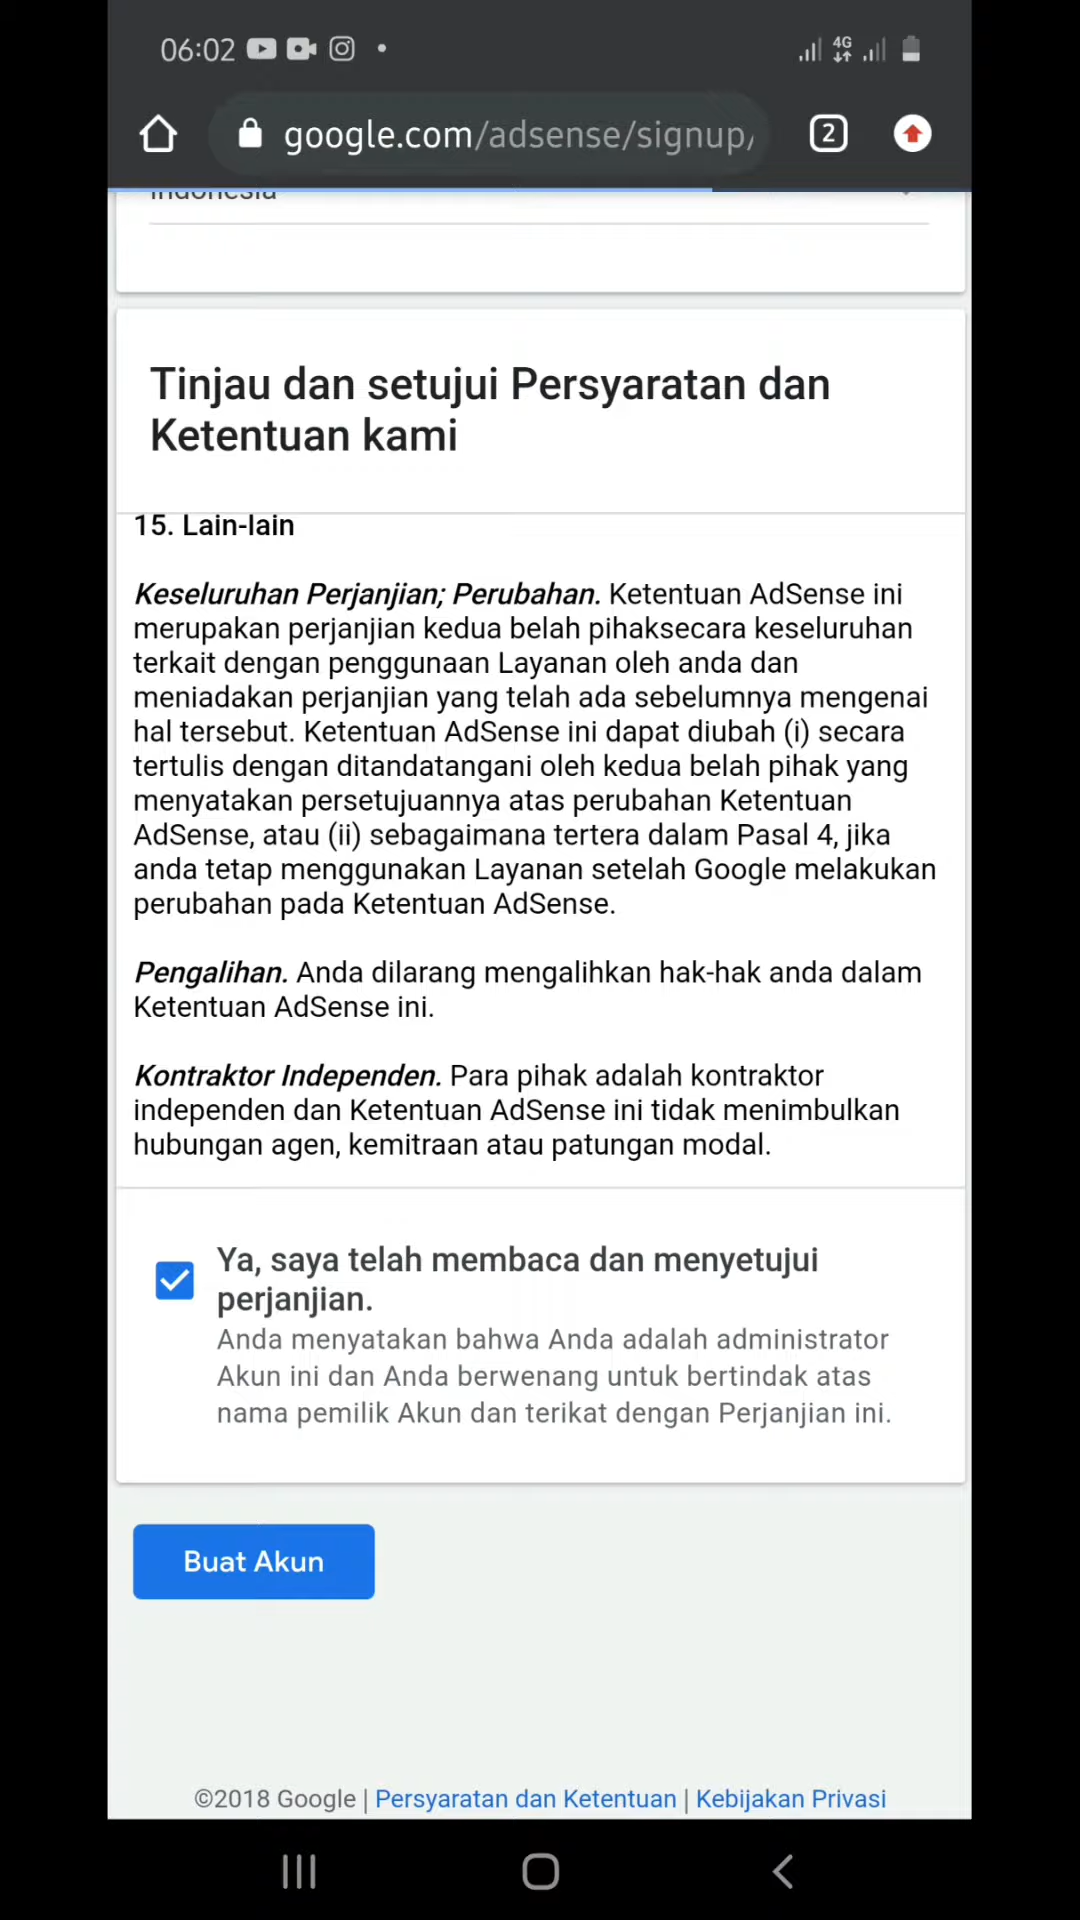 06:02
4G
google.com/adsense/signup/
2
Indonesia
Tinjau dan setujui Persyaratan dan
Ketentuan kami
15. Lain-lain
Keseluruhan Perjanjian; Perubahan. Ketentuan AdSense ini
merupakan perjanjian kedua belah pihaksecara keseluruhan
terkait dengan penggunaan Layanan oleh anda dan
meniadakan perjanjian yang telah ada sebelumnya mengenai
hal tersebut. Ketentuan AdSense ini dapat diubah (i) secara
tertulis dengan ditandatangani oleh kedua belah pihak yang
menyatakan persetujuannya atas perubahan Ketentuan
AdSense, atau (ii) sebagaimana tertera dalam Pasal 4, jika
anda tetap menggunakan Layanan setelah Google melakukan
perubahan pada Ketentuan AdSense.
Pengalihan. Anda dilarang mengalihkan hak-hak anda dalam
Ketentuan AdSense ini.
Kontraktor Independen. Para pihak adalah kontraktor
independen dan Ketentuan AdSense ini tidak menimbulkan
hubungan agen, kemitraan atau patungan modal.
Ya, saya telah membaca dan menyetujui
perjanjian.
Anda menyatakan bahwa Anda adalah administrator
Akun ini dan Anda berwenang untuk bertindak atas
nama pemilik Akun dan terikat dengan Perjanjian ini.
Buat Akun
©2018 Google | Persyaratan dan Ketentuan | Kebijakan Privasi